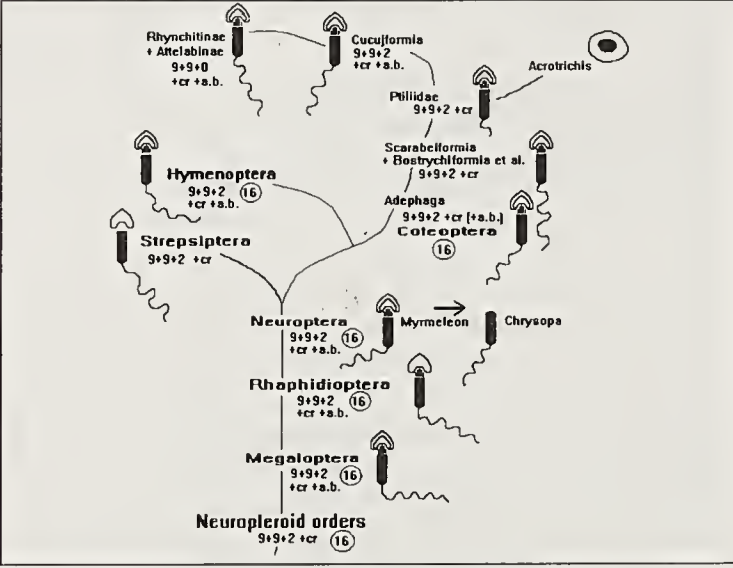 Rhynchitinae
+ Attelabinae
9+9+0
+cr +a.b.
Cucujformia
9+9+2
+cr +a.b.
Acrotrichis
Ptiliidae
9+9+2 +cr
Scarabeiformia
+ Bostrychiformia et al.
9+9+2 +cr
Hymenoptera
9+9+2 16
+cr +a.b.
Adephaga
9+9+2 +cr [+a.b.]
Coleoptera
16
Strepsiptera
9+9+2 +cr
Neuroptera
9+9+2 16
+cr +a.b.
Myrmeleon
Chrysopa
Rhaphidioptera
9+9+2 16
+cr +a.b.
Megaloptera
9+9+2 16
+cr +a.b.
Neuropteroid orders
9+9+2 +cr 16